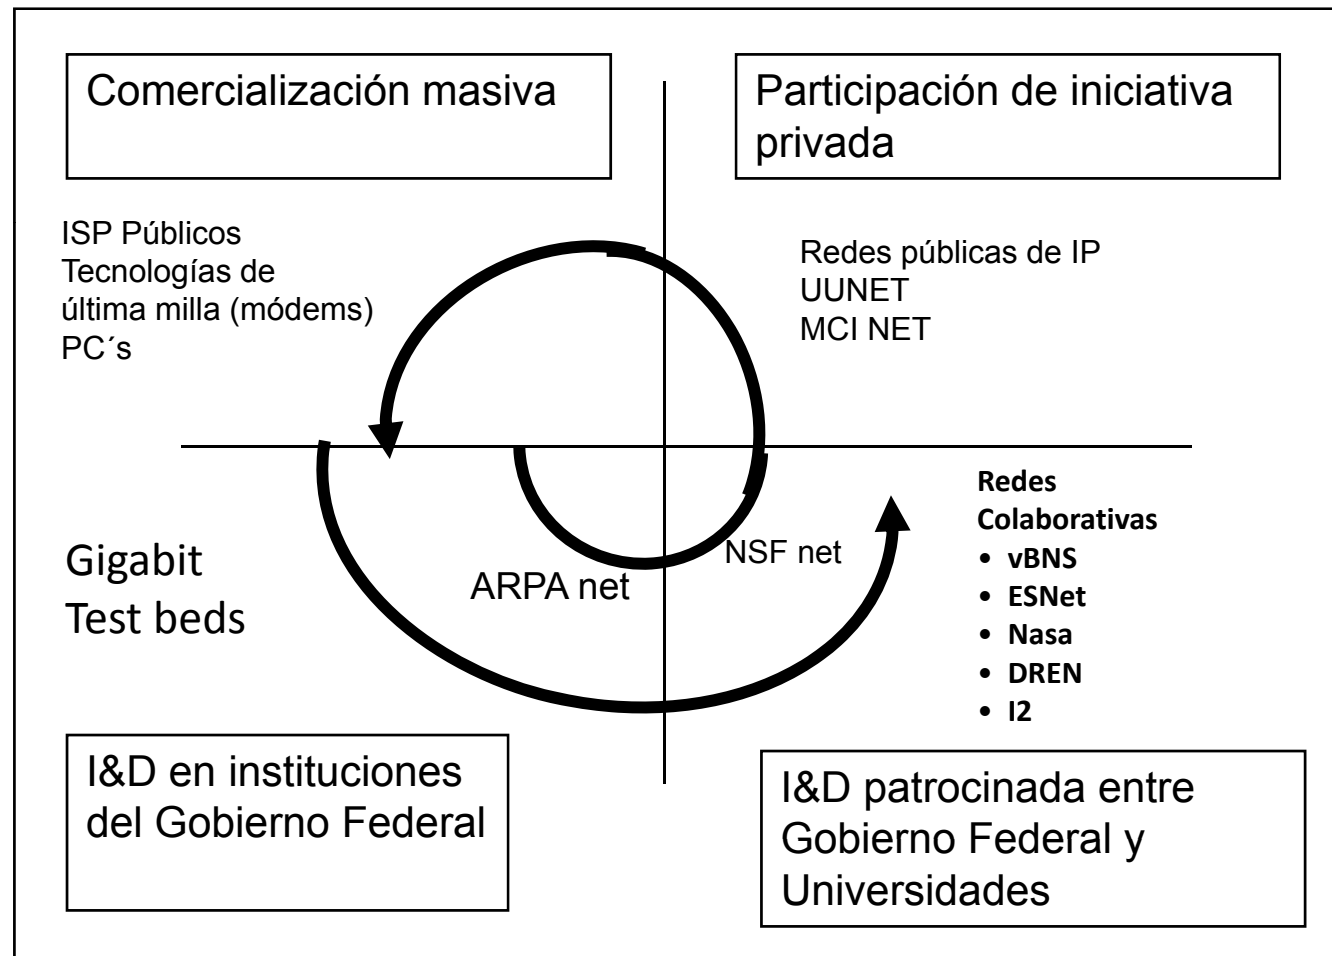 Comercialización masiva
Participación de iniciativa
privada
ISP Públicos
Tecnologías de
última milla (módems)
PC´s
Redes públicas de IP
UUNET
MCI NET
Gigabit
Test beds
ARPA net
NSF net
Redes
Colaborativas
• vBNS
• ESNet
• Nasa
• DREN
• I2
I&D en instituciones
del Gobierno Federal
I&D patrocinada entre
Gobierno Federal y
Universidades